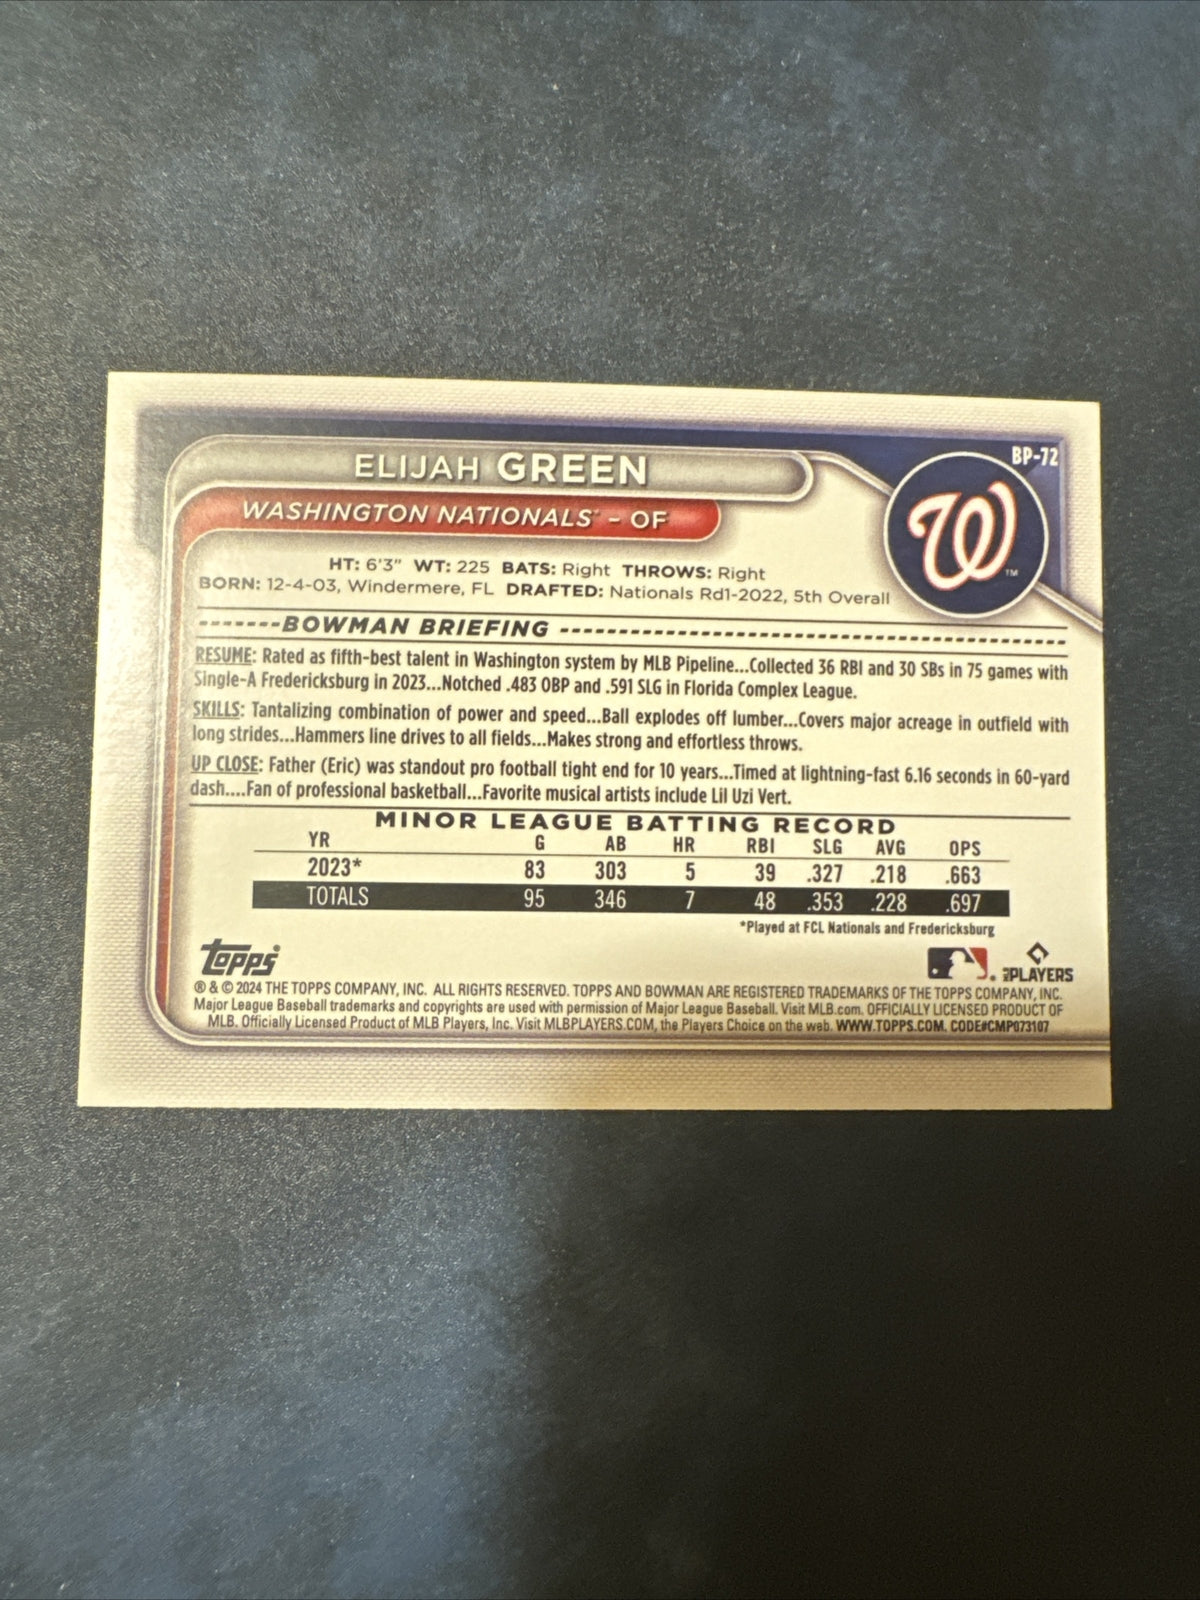 BP-72
ELIJAH GREEN
WASHINGTON NATIONALS™ – OF
W™
HT: 6'3" WT: 225 BATS: Right THROWS: Right
BORN: 12-4-03, Windermere, FL DRAFTED: Nationals Rd1-2022, 5th Overall
BOWMAN BRIEFING
RESUME: Rated as fifth-best talent in Washington system by MLB Pipeline...Collected 36 RBI and 30 SBs in 75 games with
Single-A Fredericksburg in 2023...Notched .483 OBP and .591 SLG in Florida Complex League.
SKILLS: Tantalizing combination of power and speed...Ball explodes off lumber...Covers major acreage in outfield with
long strides...Hammers line drives to all fields...Makes strong and effortless throws.
UP CLOSE: Father (Eric) was standout pro football tight end for 10 years...Timed at lightning-fast 6.16 seconds in 60-yard
dash....Fan of professional basketball...Favorite musical artists include Lil Uzi Vert.
MINOR LEAGUE BATTING RECORD
YR G AB HR RBI SLG AVG OPS
2023* 83 303 5 39 .327 .218 .663
TOTALS 95 346 7 48 .353 .228 .697
*Played at FCL Nationals and Fredericksburg
topps®
MLB PLAYERS
® & © 2024 THE TOPPS COMPANY, INC. ALL RIGHTS RESERVED. TOPPS AND BOWMAN ARE REGISTERED TRADEMARKS OF THE TOPPS COMPANY, INC.
Major League Baseball trademarks and copyrights are used with permission of Major League Baseball. Visit MLB.com. OFFICIALLY LICENSED PRODUCT OF
MLB. Officially Licensed Product of MLB Players, Inc. Visit MLBPLAYERS.COM, the Players Choice on the web. WWW.TOPPS.COM. CODE#CMP073107